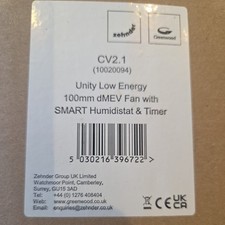 zehnder
Greenwood
CV2.1
(10020094)
Unity Low Energy
100mm dMEV Fan with
SMART Humidistat & Timer
5 030216 396722 >
Zehnder Group UK Limited
Watchmoor Point, Camberley,
Surrey, GU15 3AD
Tel: +44 (0) 1276 408404
Web: www.greenwood.co.uk
Email: enquiries@zehnder.co.uk
CE
UK
CA